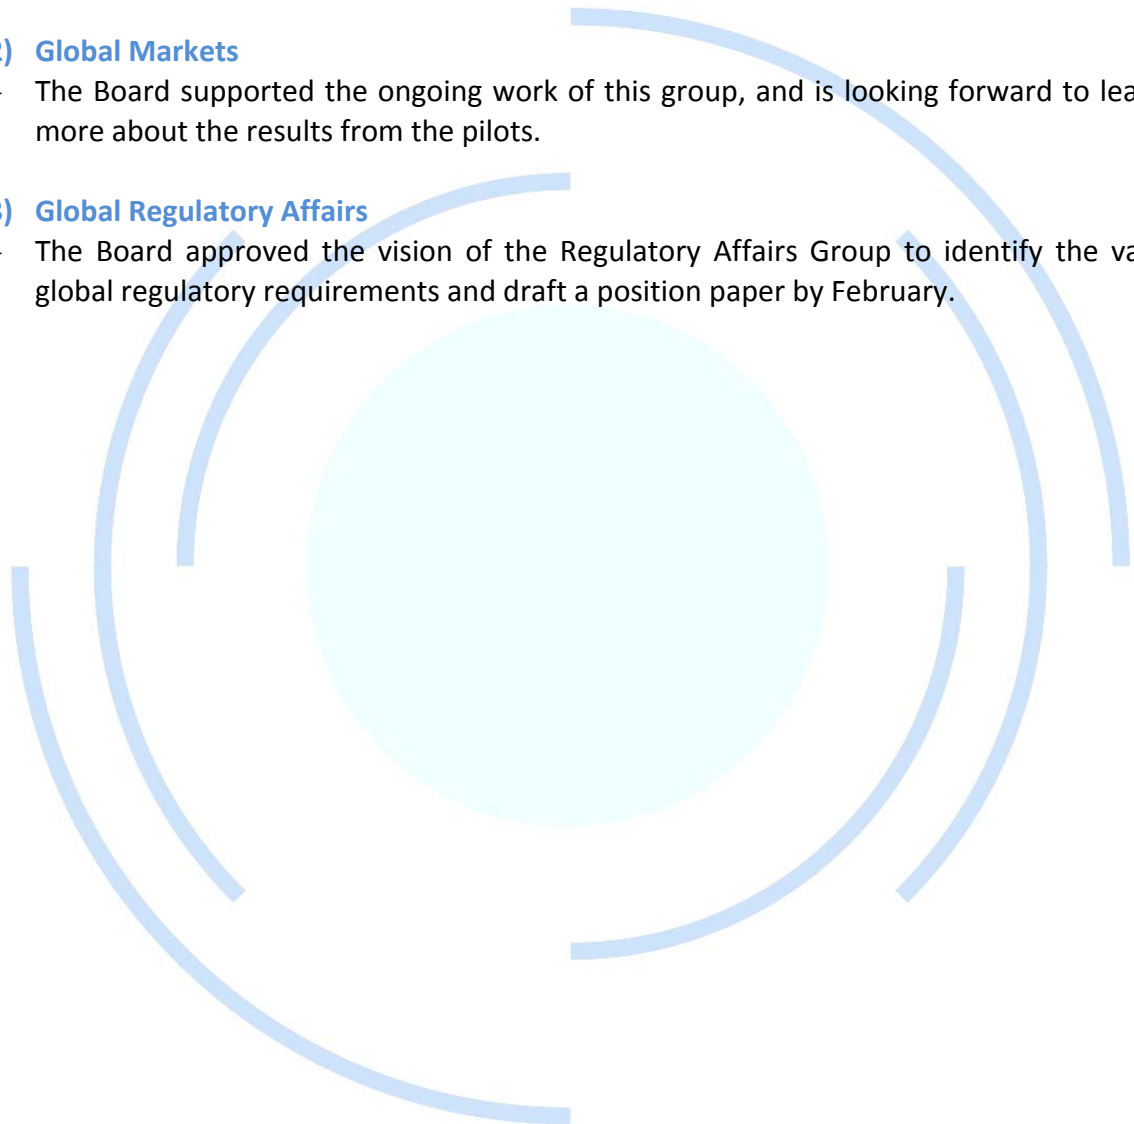 ) Global Markets
The Board supported the ongoing work of this group, and is looking forward to
more about the results from the pilots.
3) Global Regulatory Affairs
The Board approved the vision of the Regulatory Affairs Group to identify the
global regulatory requirements and draft a position paper by February.